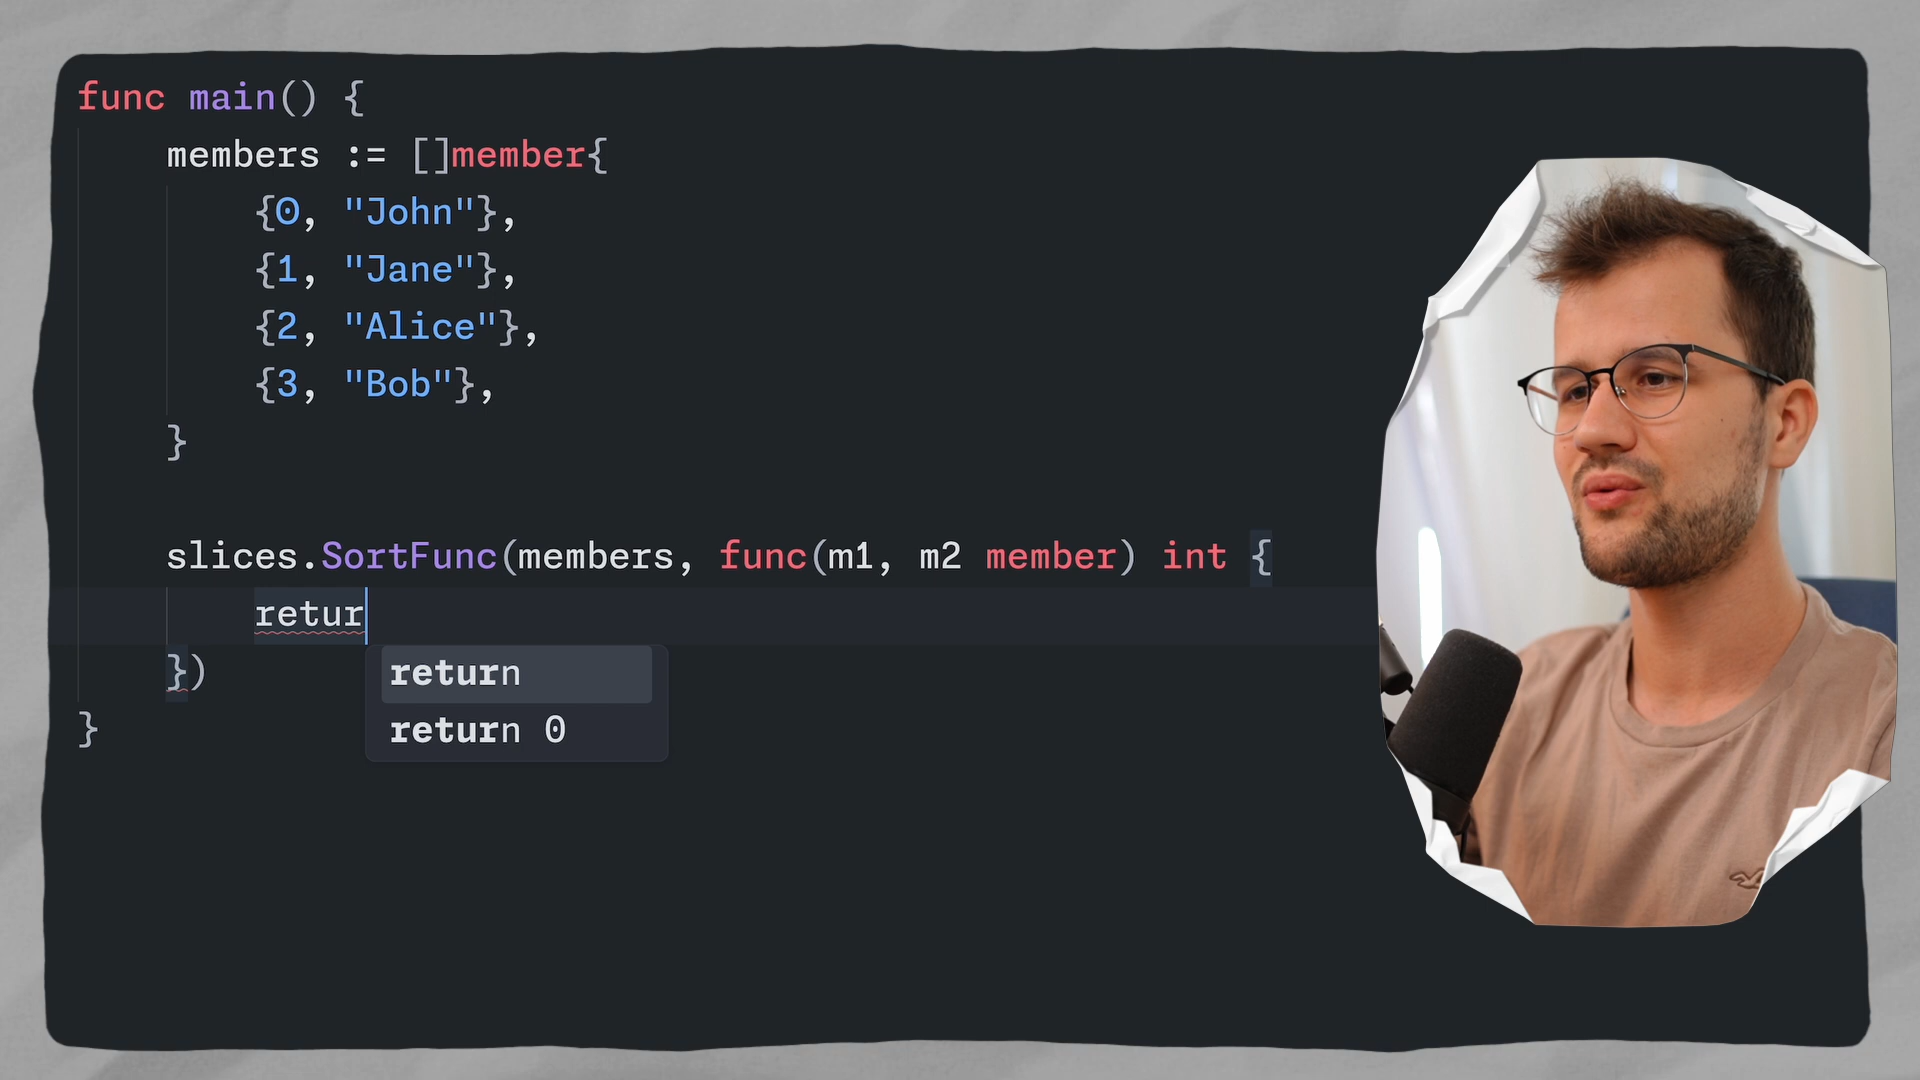 func main() {
members := []member{
{0, "John"},
{1, "Jane"},
{2, "Alice"},
{3, "Bob"},
}
slices.SortFunc(members, func(m1, m2 member) int {
retur
})
return
return 0
}